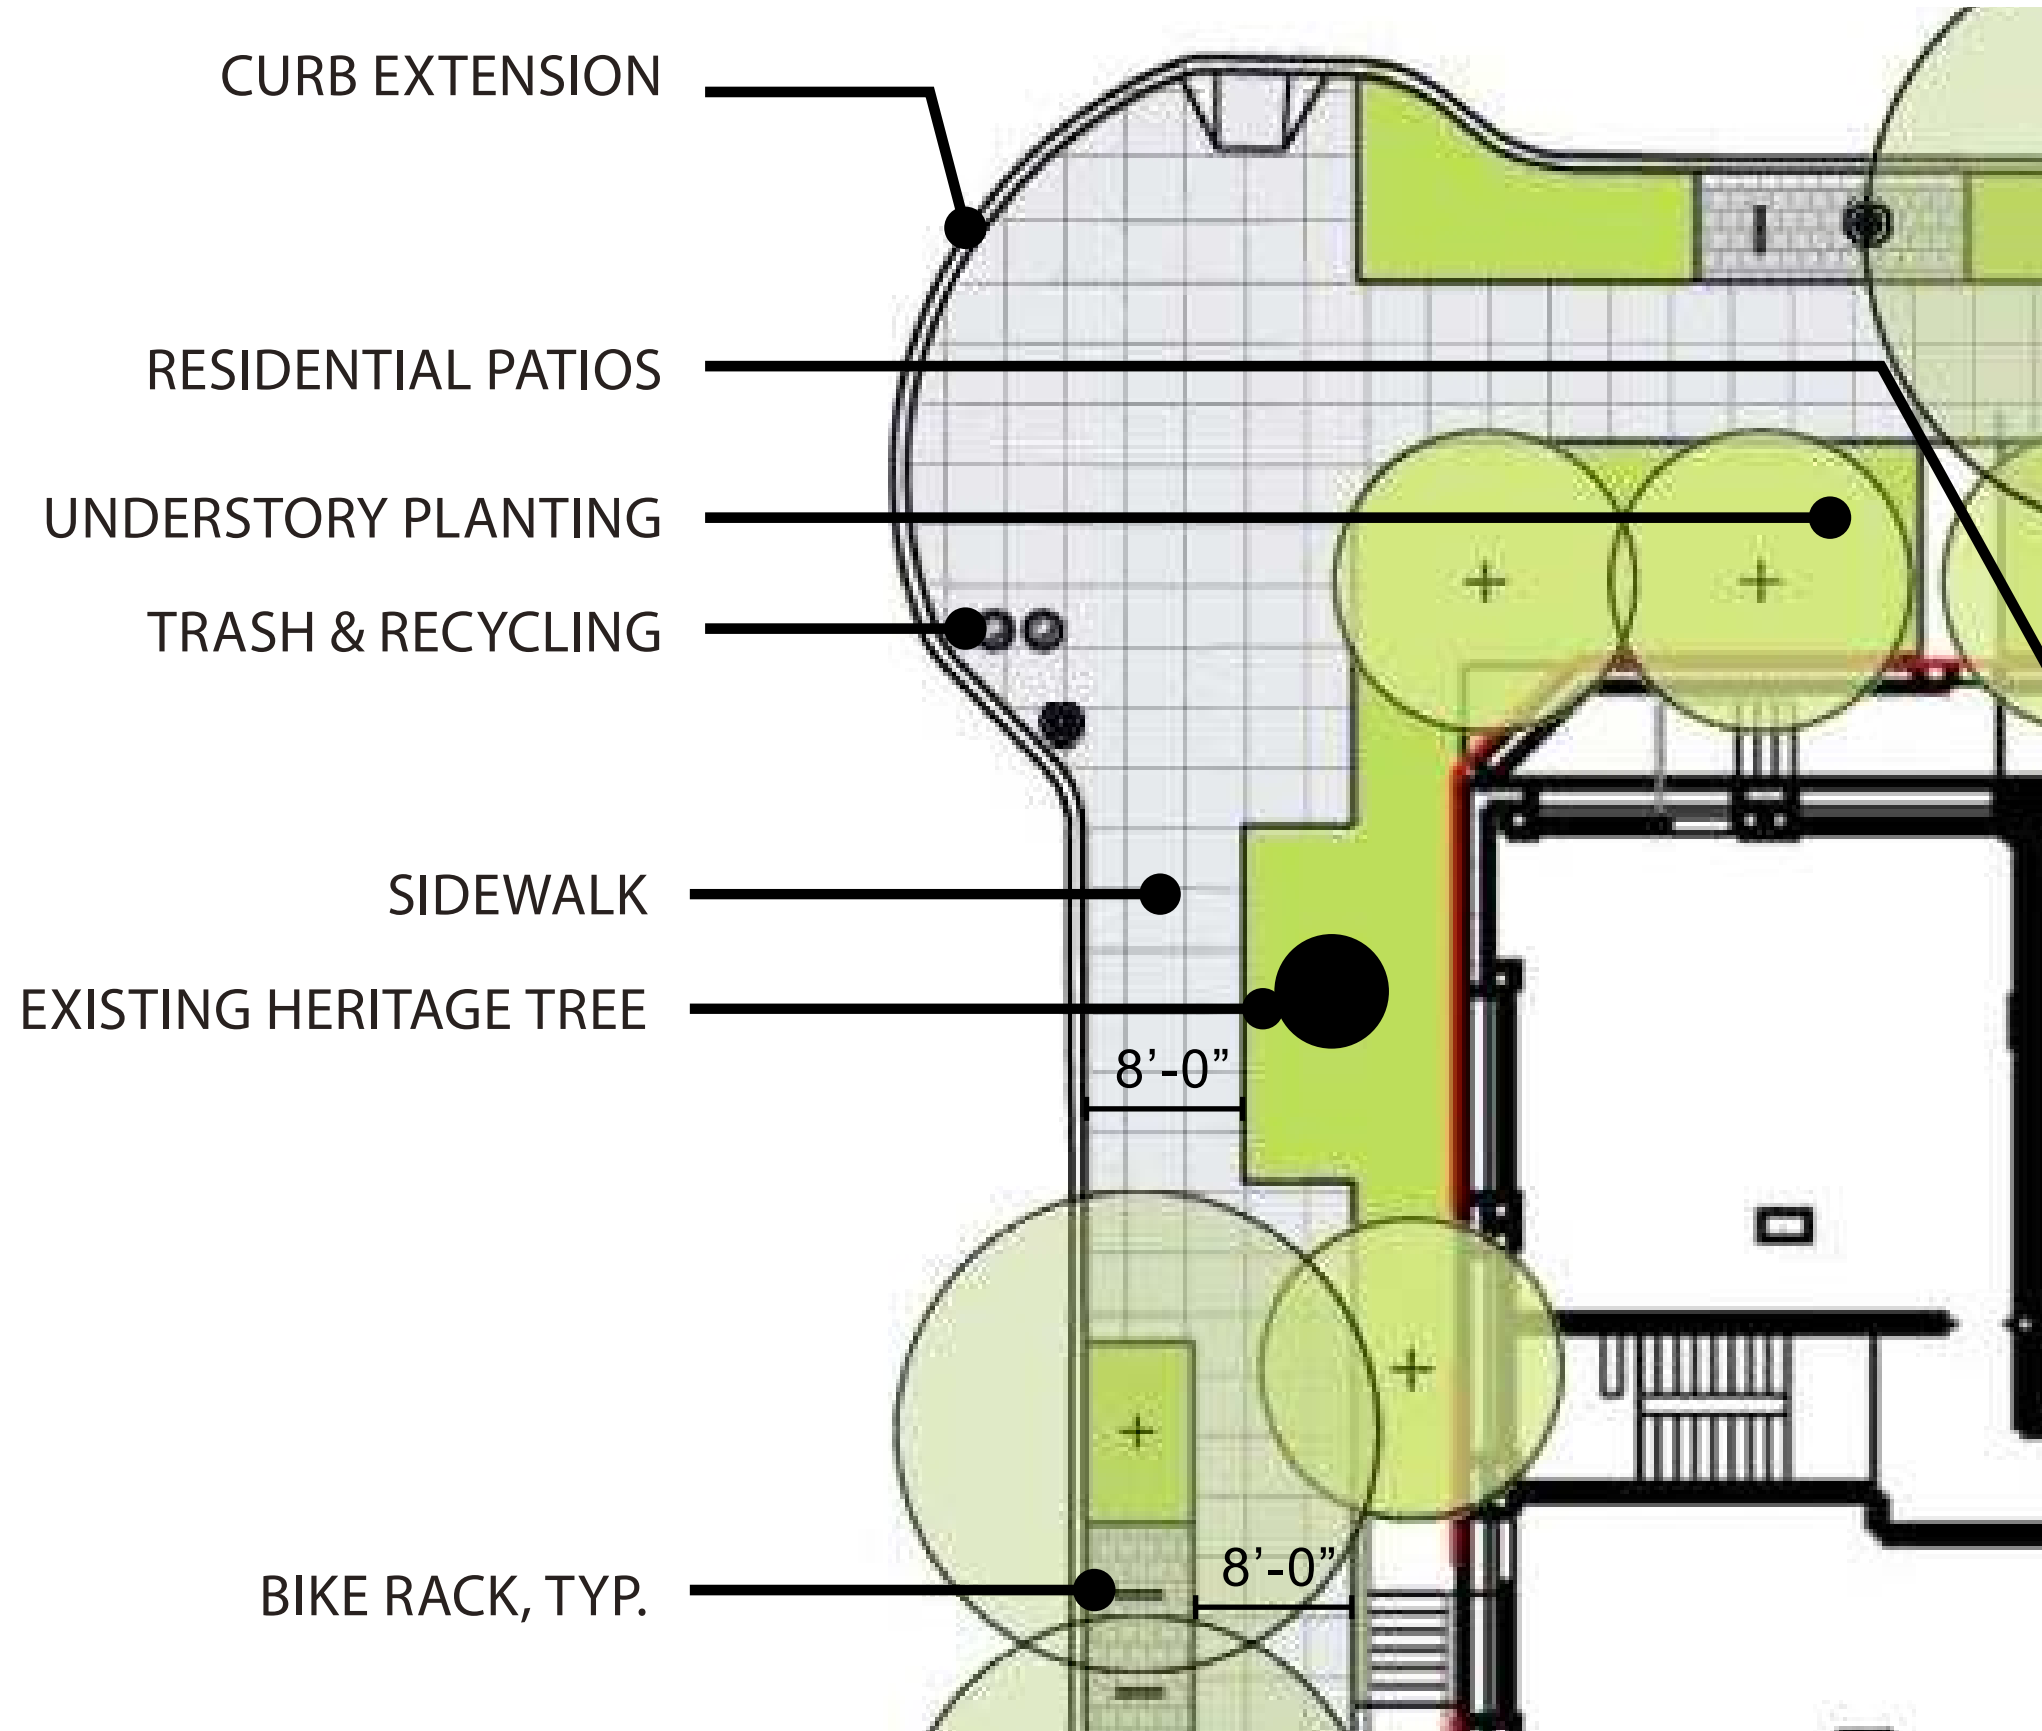 CURB EXTENSION
RESIDENTIAL PATIOS
UNDERSTORY PLANTING
TRASH & RECYCLING
SIDEWALK
EXISTING HERITAGE TREE
8’-0”
8’-0”
BIKE RACK, TYP.